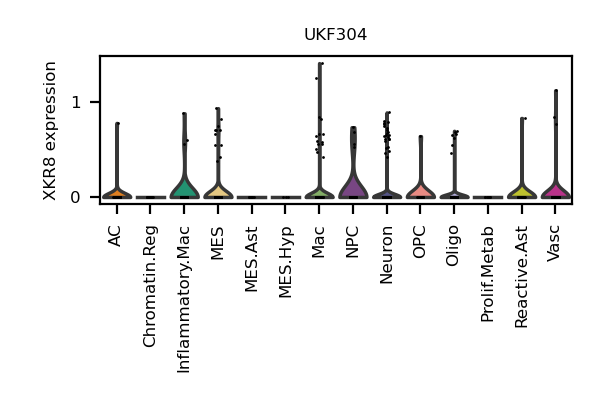 UKF304
XKR8 expression
1
0
AC
Chromatin.Reg
Inflammatory.Mac
MES
MES.Ast
MES.Hyp
Mac
NPC
Neuron
OPC
Oligo
Prolif.Metab
Reactive.Ast
Vasc